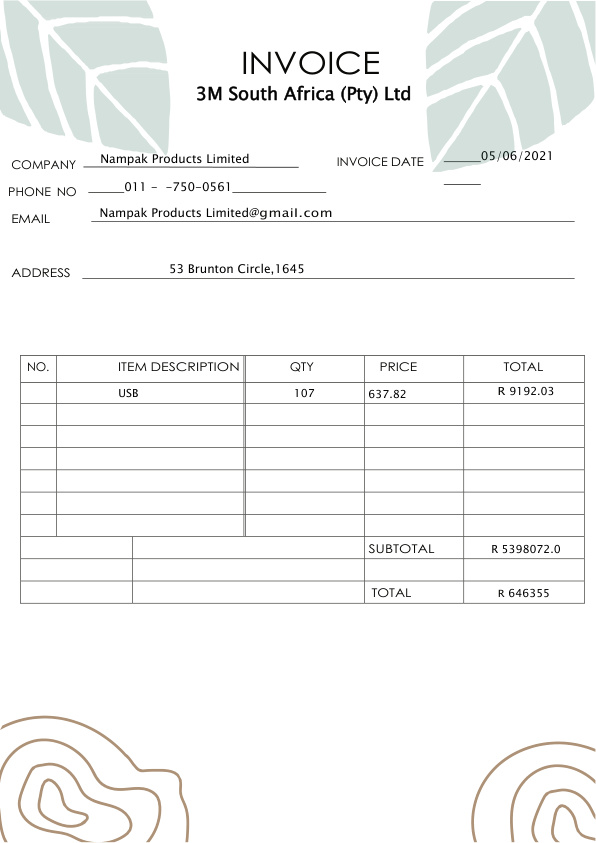 INVOICE
3M South Africa (Pty) Ltd
COMPANY Nampak Products Limited INVOICE DATE 05/06/2021
PHONE NO 011 - -750-0561
EMAIL Nampak Products Limited@gmail.com
ADDRESS 53 Brunton Circle,1645
NO. ITEM DESCRIPTION QTY PRICE TOTAL
USB 107 637.82 R 9192.03
SUBTOTAL R 5398072.0
TOTAL R 646355